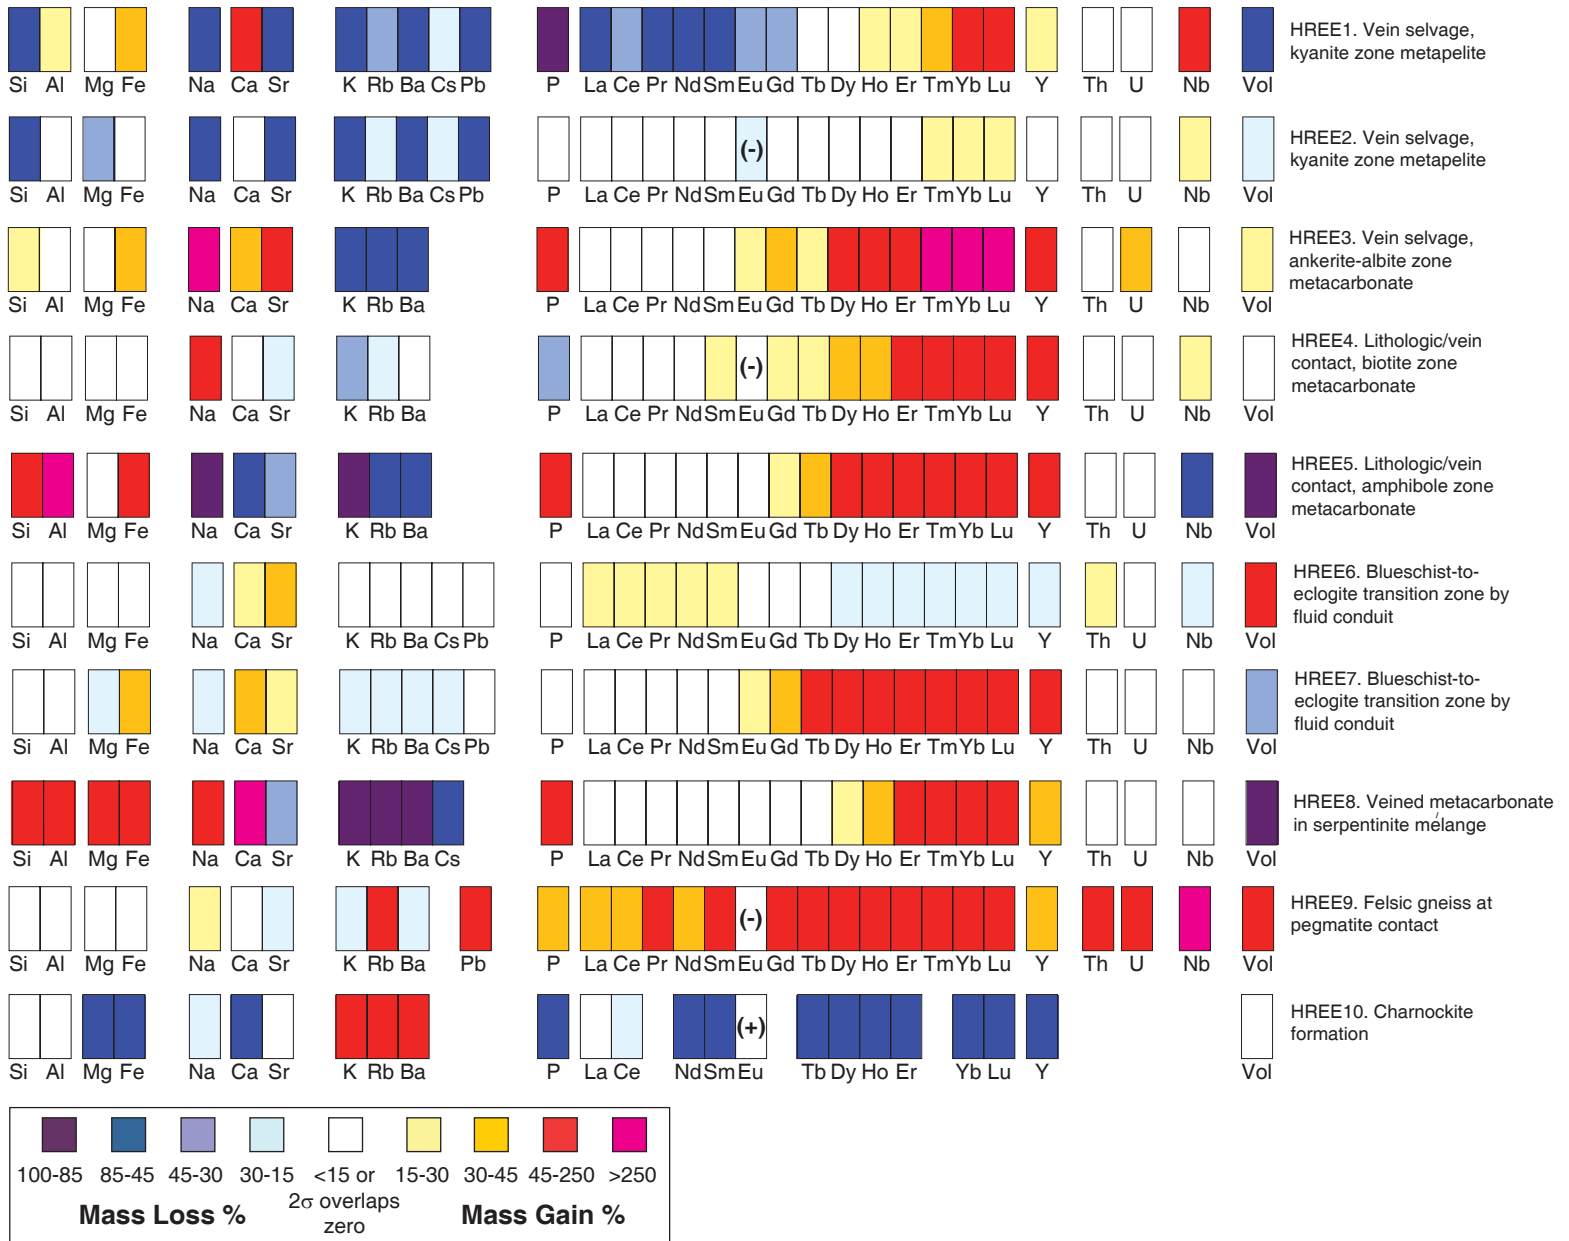 HREE1. Vein selvage,
kyanite zone metapelite
Si Al Mg Fe Na Ca Sr K Rb Ba Cs Pb P La Ce Pr Nd Sm Eu Gd Tb Dy Ho Er Tm Yb Lu Y Th U Nb Vol
(-)
HREE2. Vein selvage,
kyanite zone metapelite
Si Al Mg Fe Na Ca Sr K Rb Ba Cs Pb P La Ce Pr Nd Sm Eu Gd Tb Dy Ho Er Tm Yb Lu Y Th U Nb Vol
HREE3. Vein selvage,
ankerite-albite zone
metacarbonate
Si Al Mg Fe Na Ca Sr K Rb Ba P La Ce Pr Nd Sm Eu Gd Tb Dy Ho Er Tm Yb Lu Y Th U Nb Vol
(-)
HREE4. Lithologic/vein
contact, biotite zone
metacarbonate
Si Al Mg Fe Na Ca Sr K Rb Ba P La Ce Pr Nd Sm Eu Gd Tb Dy Ho Er Tm Yb Lu Y Th U Nb Vol
HREE5. Lithologic/vein
contact, amphibole zone
metacarbonate
Si Al Mg Fe Na Ca Sr K Rb Ba P La Ce Pr Nd Sm Eu Gd Tb Dy Ho Er Tm Yb Lu Y Th U Nb Vol
HREE6. Blueschist-to-
eclogite transition zone by
fluid conduit
Si Al Mg Fe Na Ca Sr K Rb Ba Cs Pb P La Ce Pr Nd Sm Eu Gd Tb Dy Ho Er Tm Yb Lu Y Th U Nb Vol
HREE7. Blueschist-to-
eclogite transition zone by
fluid conduit
Si Al Mg Fe Na Ca Sr K Rb Ba Cs Pb P La Ce Pr Nd Sm Eu Gd Tb Dy Ho Er Tm Yb Lu Y Th U Nb Vol
HREE8. Veined metacarbonate
in serpentinite mélange
Si Al Mg Fe Na Ca Sr K Rb Ba Cs P La Ce Pr Nd Sm Eu Gd Tb Dy Ho Er Tm Yb Lu Y Th U Nb Vol
(-)
HREE9. Felsic gneiss at
pegmatite contact
Si Al Mg Fe Na Ca Sr K Rb Ba Pb P La Ce Pr Nd Sm Eu Gd Tb Dy Ho Er Tm Yb Lu Y Th U Nb Vol
(+)
HREE10. Charnockite
formation
Si Al Mg Fe Na Ca Sr K Rb Ba P La Ce Nd Sm Eu Tb Dy Ho Er Yb Lu Y Vol
100-85 85-45 45-30 30-15 <15 or 15-30 30-45 45-250 >250
2σ overlaps
zero
Mass Loss % Mass Gain %